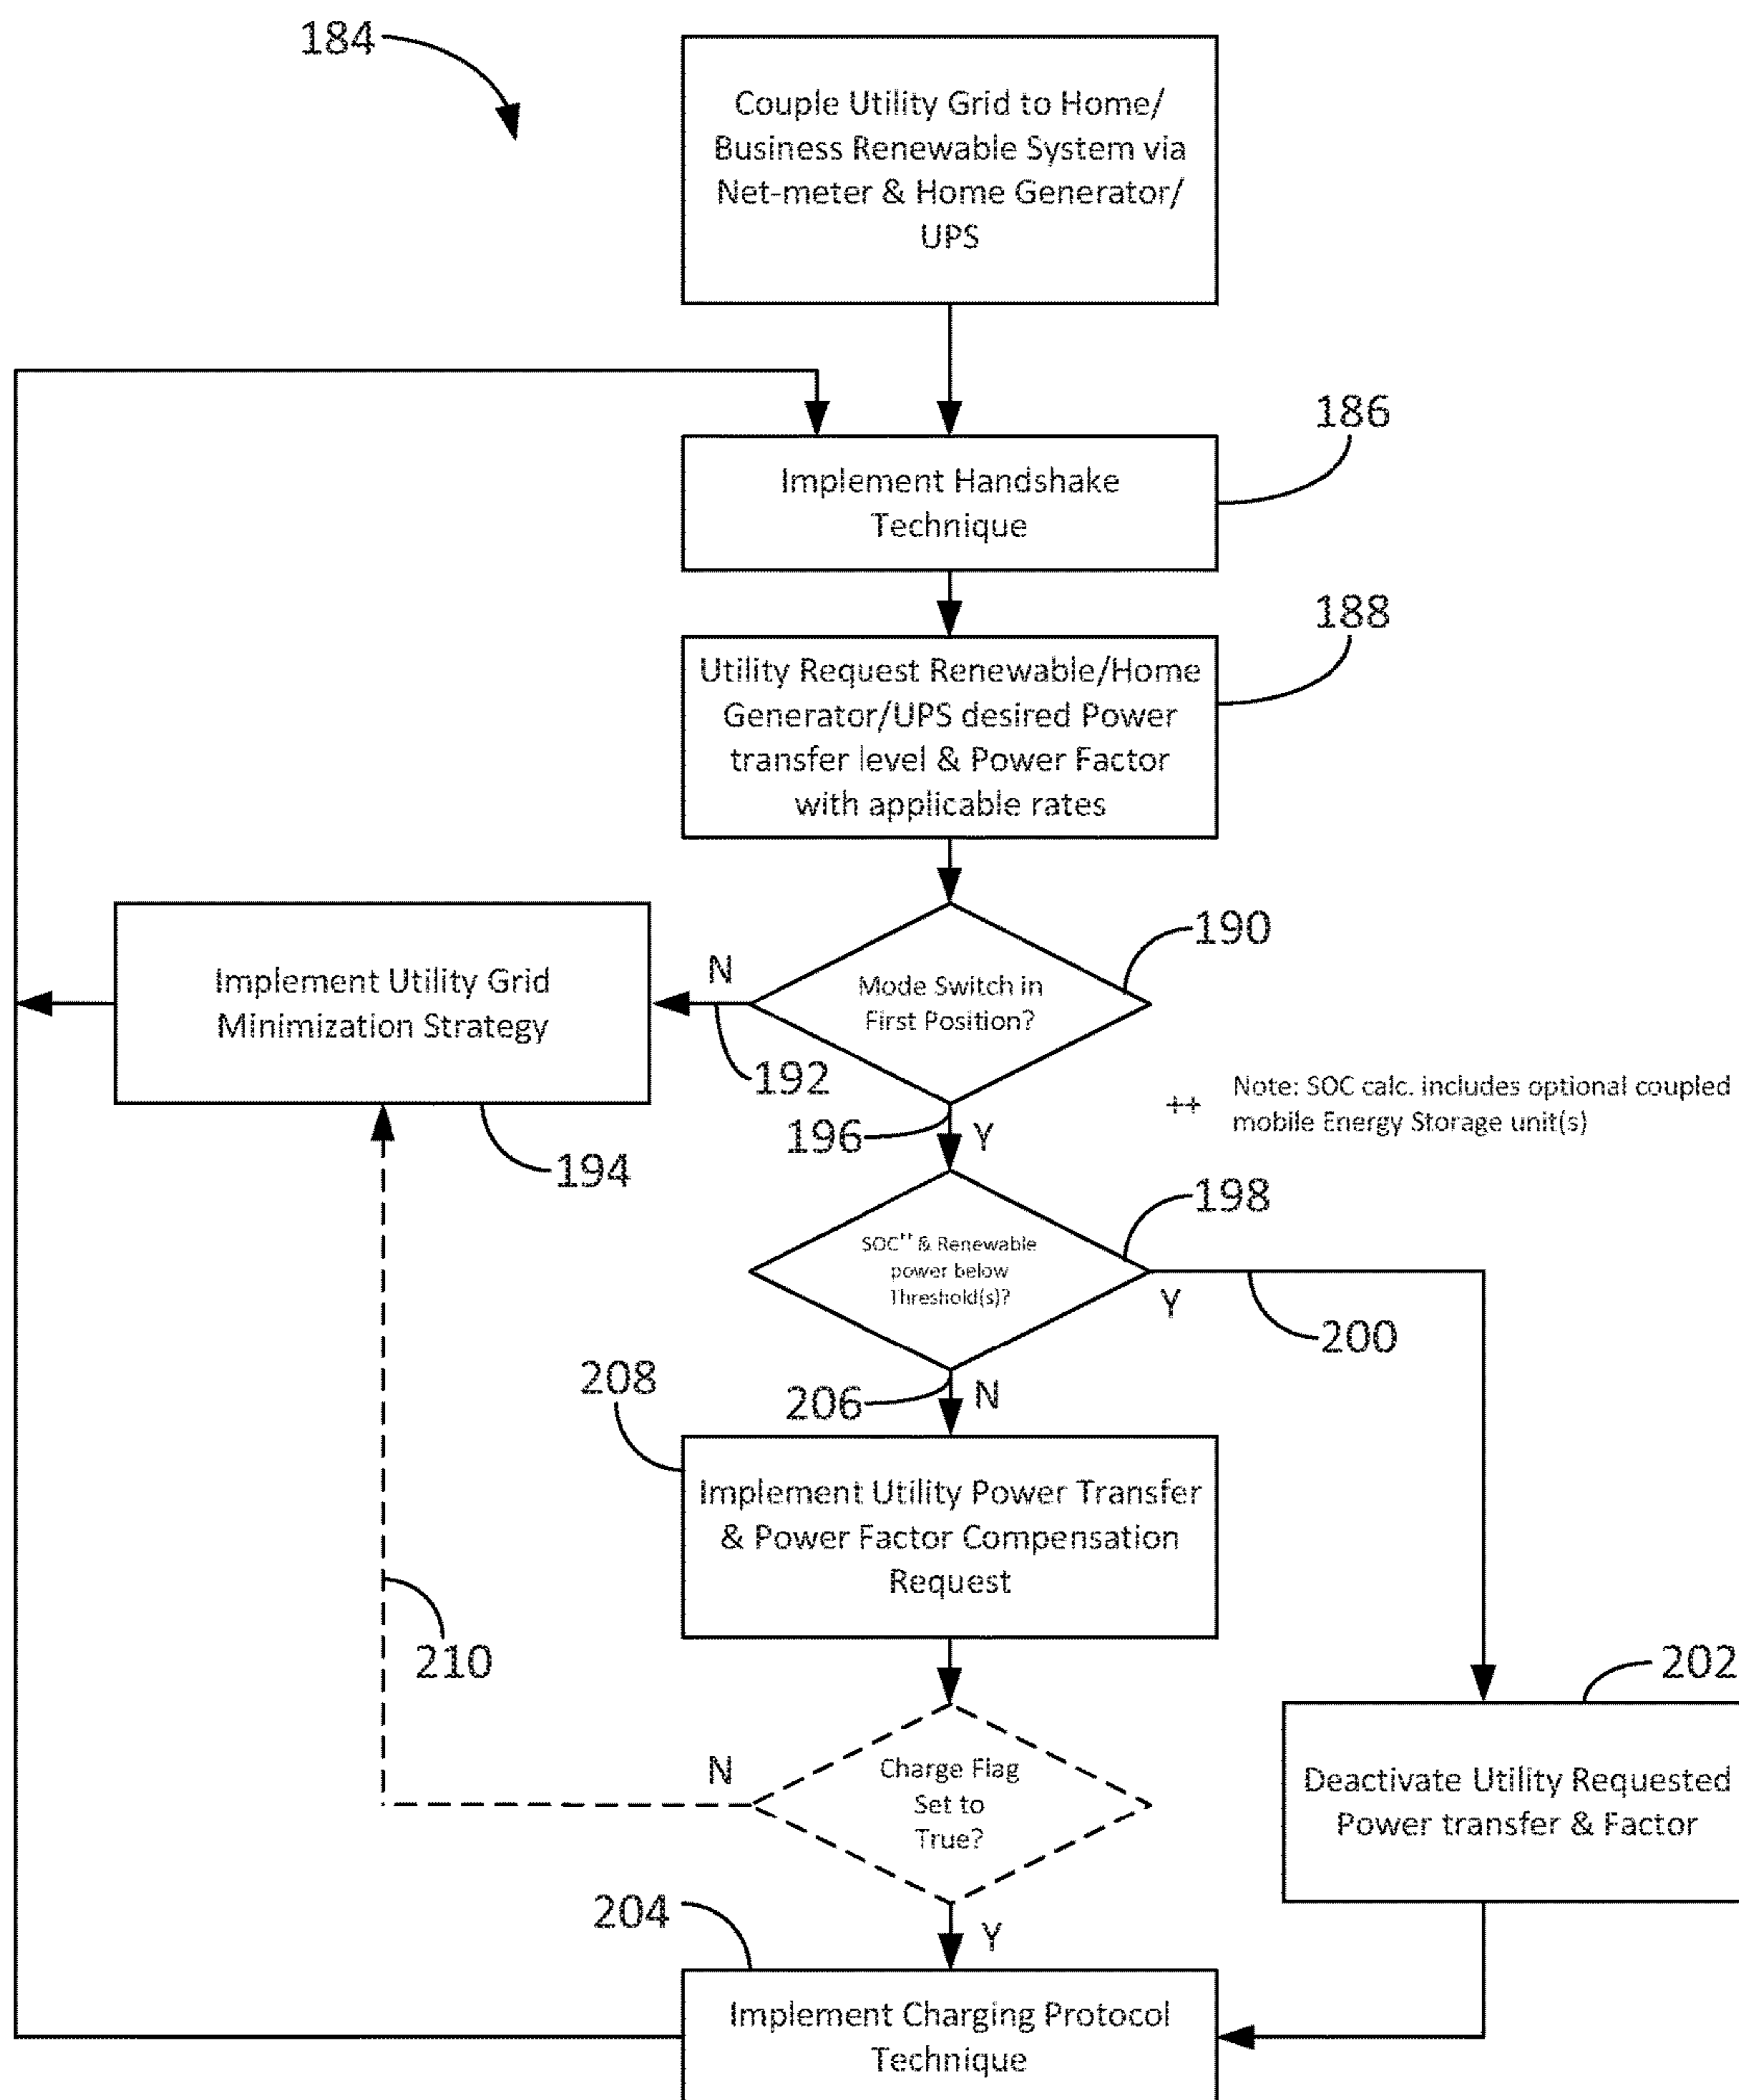 184
Couple Utility Grid to Home/
Business Renewable System via
Net-meter & Home Generator/
UPS
186
Implement Handshake
Technique
188
Utility Request Renewable/Home
Generator/UPS desired Power
transfer level & Power Factor
with applicable rates
190
Mode Switch in
First Position?
N
192
Implement Utility Grid
Minimization Strategy
194
196
Y
++
Note: SOC calc. includes optional coupled
mobile Energy Storage unit(s)
198
SOC⁺⁺ & Renewable
power below
Threshold(s)?
Y
200
206
N
208
Implement Utility Power Transfer
& Power Factor Compensation
Request
210
202
Deactivate Utility Requested
Power transfer & Factor
N
Charge Flag
Set to
True?
Y
204
Implement Charging Protocol
Technique